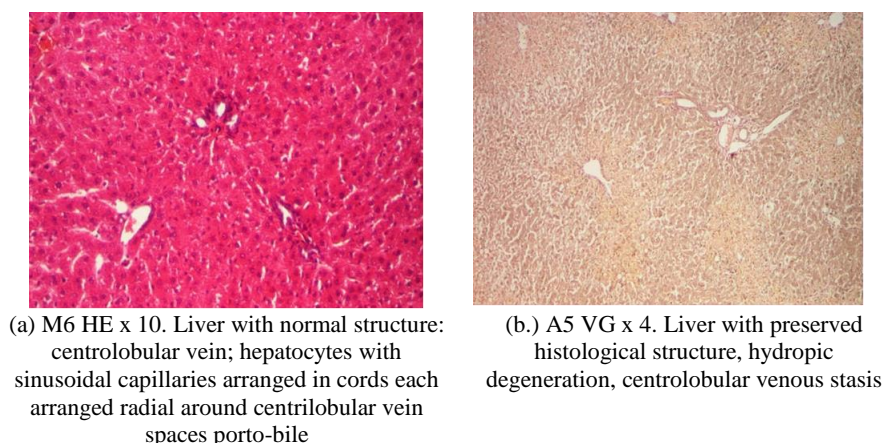 (a) M6 HE x 10. Liver with normal structure:
centrolobular vein; hepatocytes with
sinusoidal capillaries arranged in cords each
arranged radial around centrilobular vein
spaces porto-bile
(b.) A5 VG x 4. Liver with preserved
histological structure, hydropic
degeneration, centrolobular venous stasis